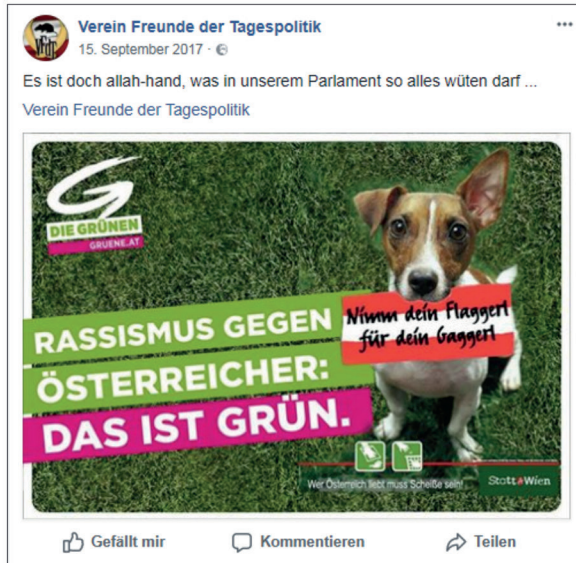 Verein Freunde der Tagespolitik
15. September 2017 ·
Es ist doch allah-hand, was in unserem Parlament so alles wüten darf ...
Verein Freunde der Tagespolitik
DIE GRÜNEN
GRUENE.AT
RASSISMUS GEGEN
ÖSTERREICHER:
DAS IST GRÜN.
Nimm dein Flaggerl
für dein Gaggerl
Wer Österreich liebt muss Scheiße sein!
Gefällt mir
Kommentieren
Teilen